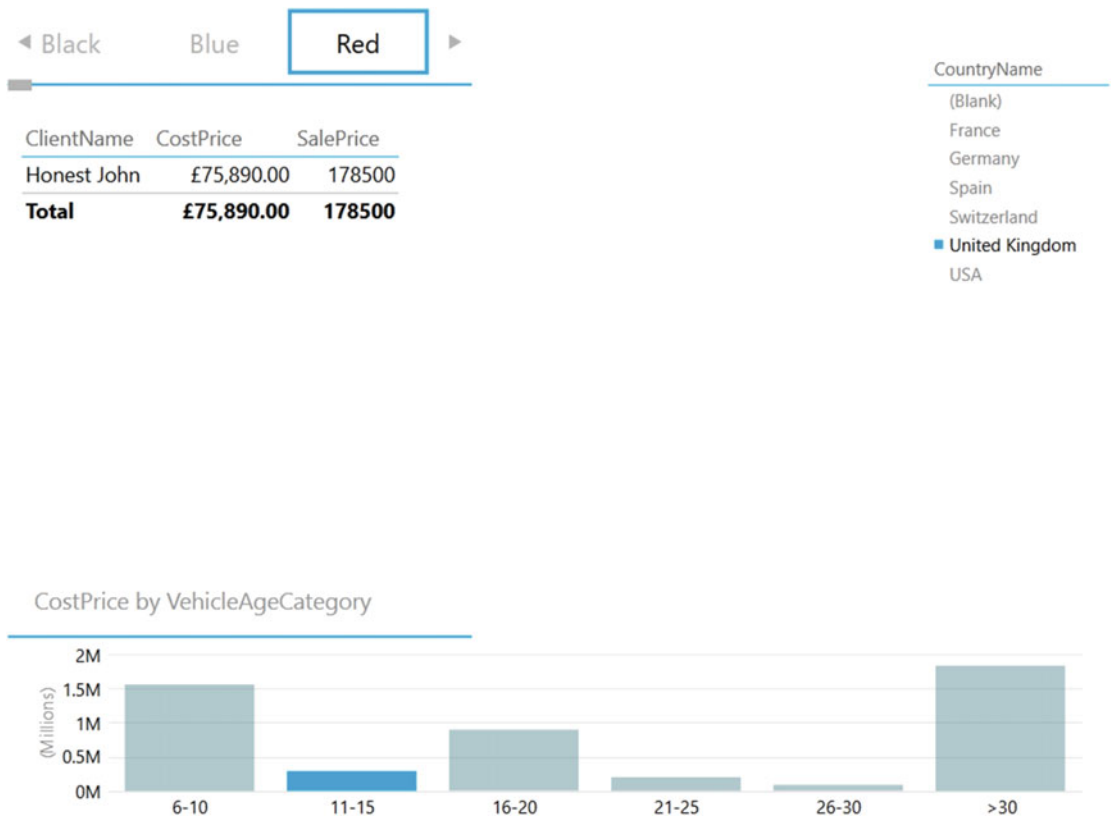 Black Blue Red
CountryName
(Blank)
France
Germany
Spain
Switzerland
United Kingdom
USA
ClientName CostPrice SalePrice
Honest John £75,890.00 178500
Total £75,890.00 178500
CostPrice by VehicleAgeCategory
(Millions)
2M
1.5M
1M
0.5M
0M
6-10 11-15 16-20 21-25 26-30 >30